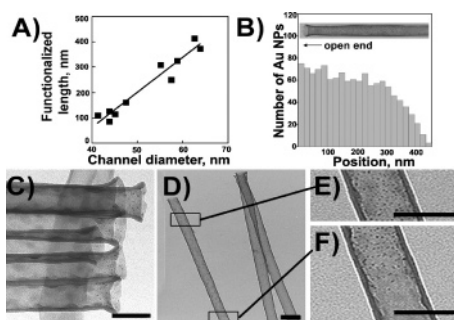 A)
Functionalized
length, nm
500
400
300
200
100
0
40 50 60 70
Channel diameter, nm
B)
Number of Au NPs
120
100
80
60
40
20
0
← open end
100 200 300 400
Position, nm
C)
D)
E)
F)